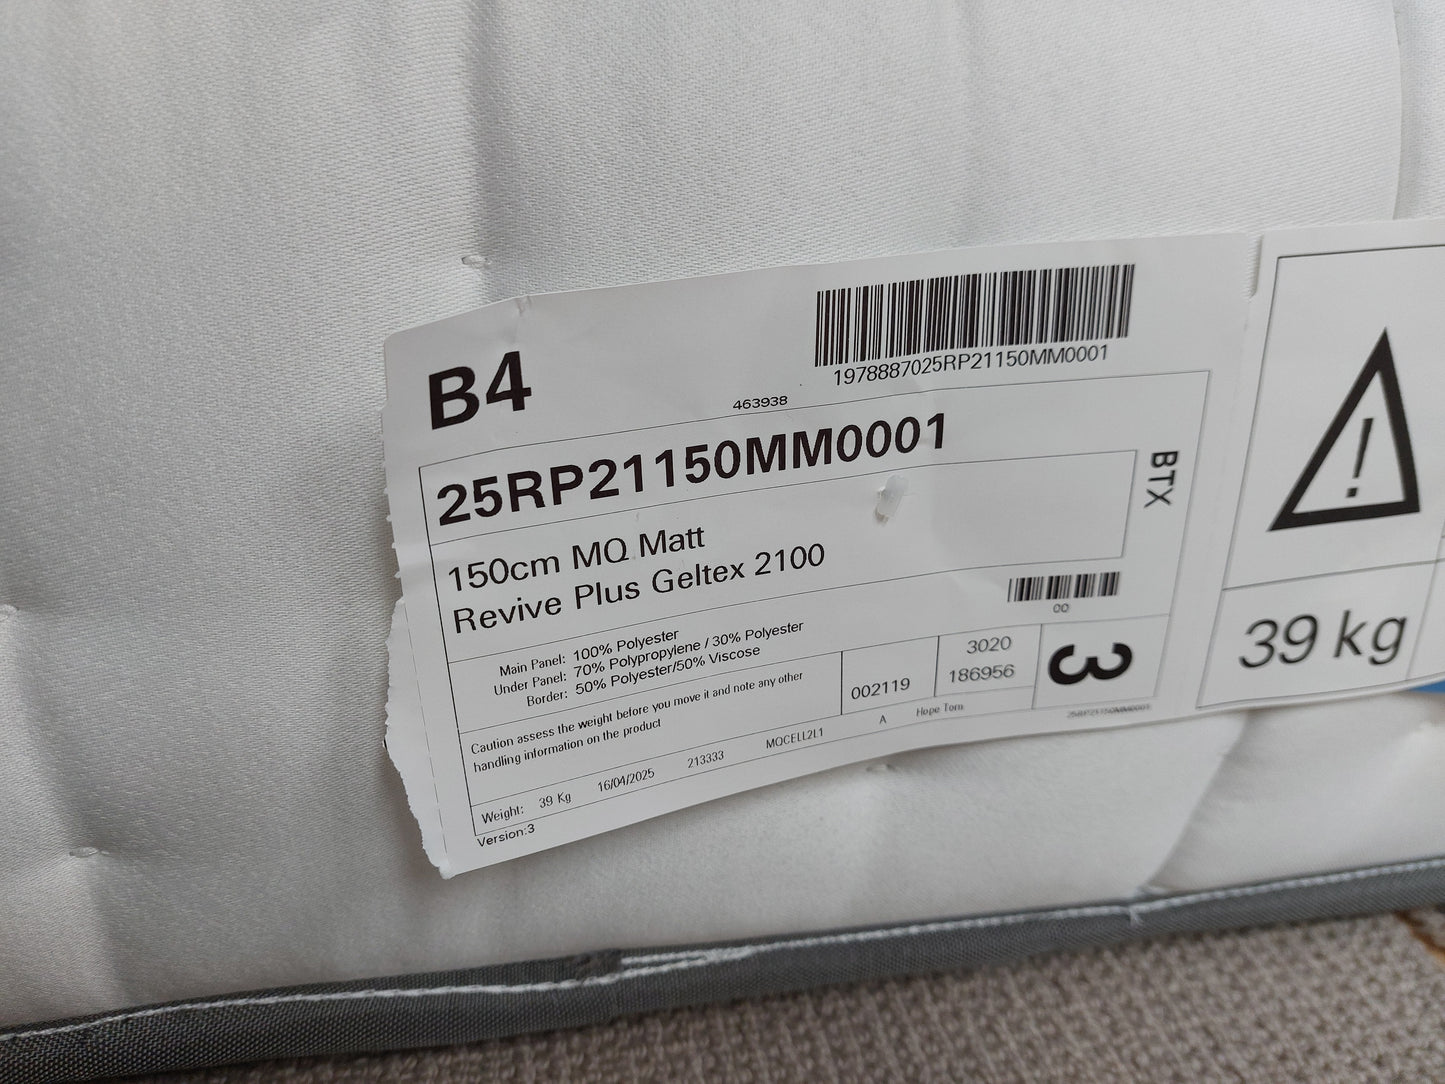 B4
1978887025RP21150MM0001
463938
25RP21150MM0001
BTX
150cm MQ Matt
Revive Plus Geltex 2100
00
Main Panel: 100% Polyester
Under Panel: 70% Polypropylene / 30% Polyester
Border: 50% Polyester/50% Viscose
Caution assess the weight before you move it and note any other
handling information on the product
002119
3020
186956
3
Weight: 39 Kg 16/04/2025 213333 MQCELL2L1 A Hope Tom
25RP21150MM0001
Version:3
!
39 kg